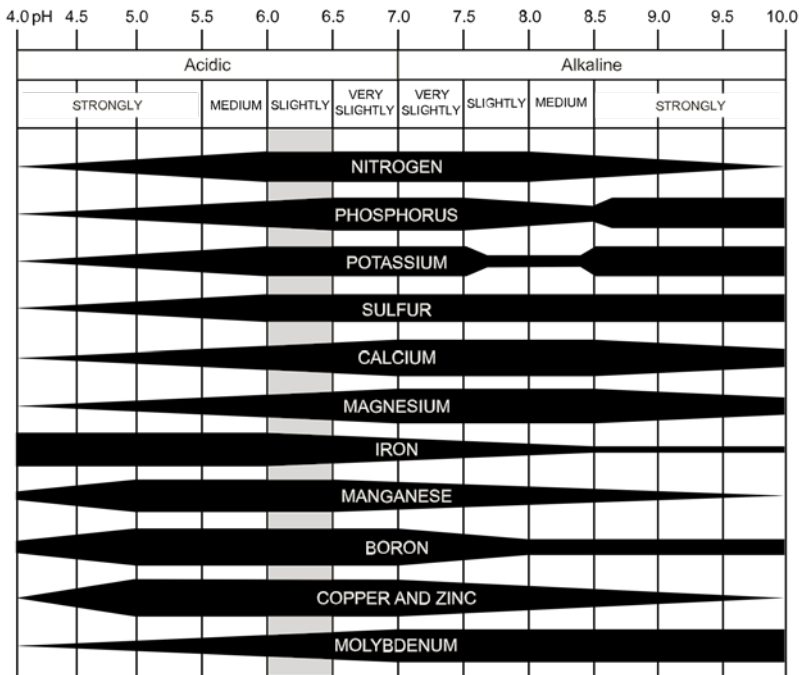 4.0 pH 4.5 5.0 5.5 6.0 6.5 7.0 7.5 8.0 8.5 9.0 9.5 10.0
Acidic Alkaline
STRONGLY MEDIUM SLIGHTLY VERY SLIGHTLY VERY SLIGHTLY SLIGHTLY MEDIUM STRONGLY
NITROGEN
PHOSPHORUS
POTASSIUM
SULFUR
CALCIUM
MAGNESIUM
IRON
MANGANESE
BORON
COPPER AND ZINC
MOLYBDENUM